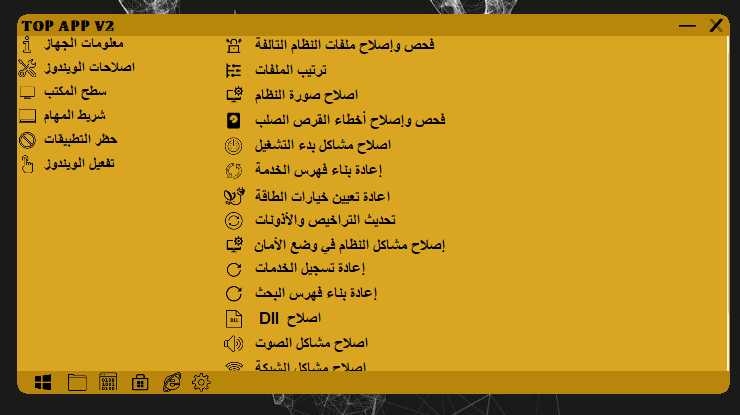 TOP APP V2
معلومات الجهاز
اصلاحات الويندوز
سطح المكتب
شريط المهام
حظر التطبيقات
تفعيل الويندوز
فحص وإصلاح ملفات النظام التالفة
ترتيب الملفات
اصلاح صورة النظام
فحص وإصلاح أخطاء القرص الصلب
اصلاح مشاكل بدء التشغيل
إعادة بناء فهرس الخدمة
اعادة تعيين خيارات الطاقة
تحديث التراخيص والأذونات
إصلاح مشاكل النظام في وضع الأمان
إعادة تسجيل الخدمات
إعادة بناء فهرس البحث
اصلاح Dll
اصلاح مشاكل الصوت
اصلاح مشاكل الشبكة